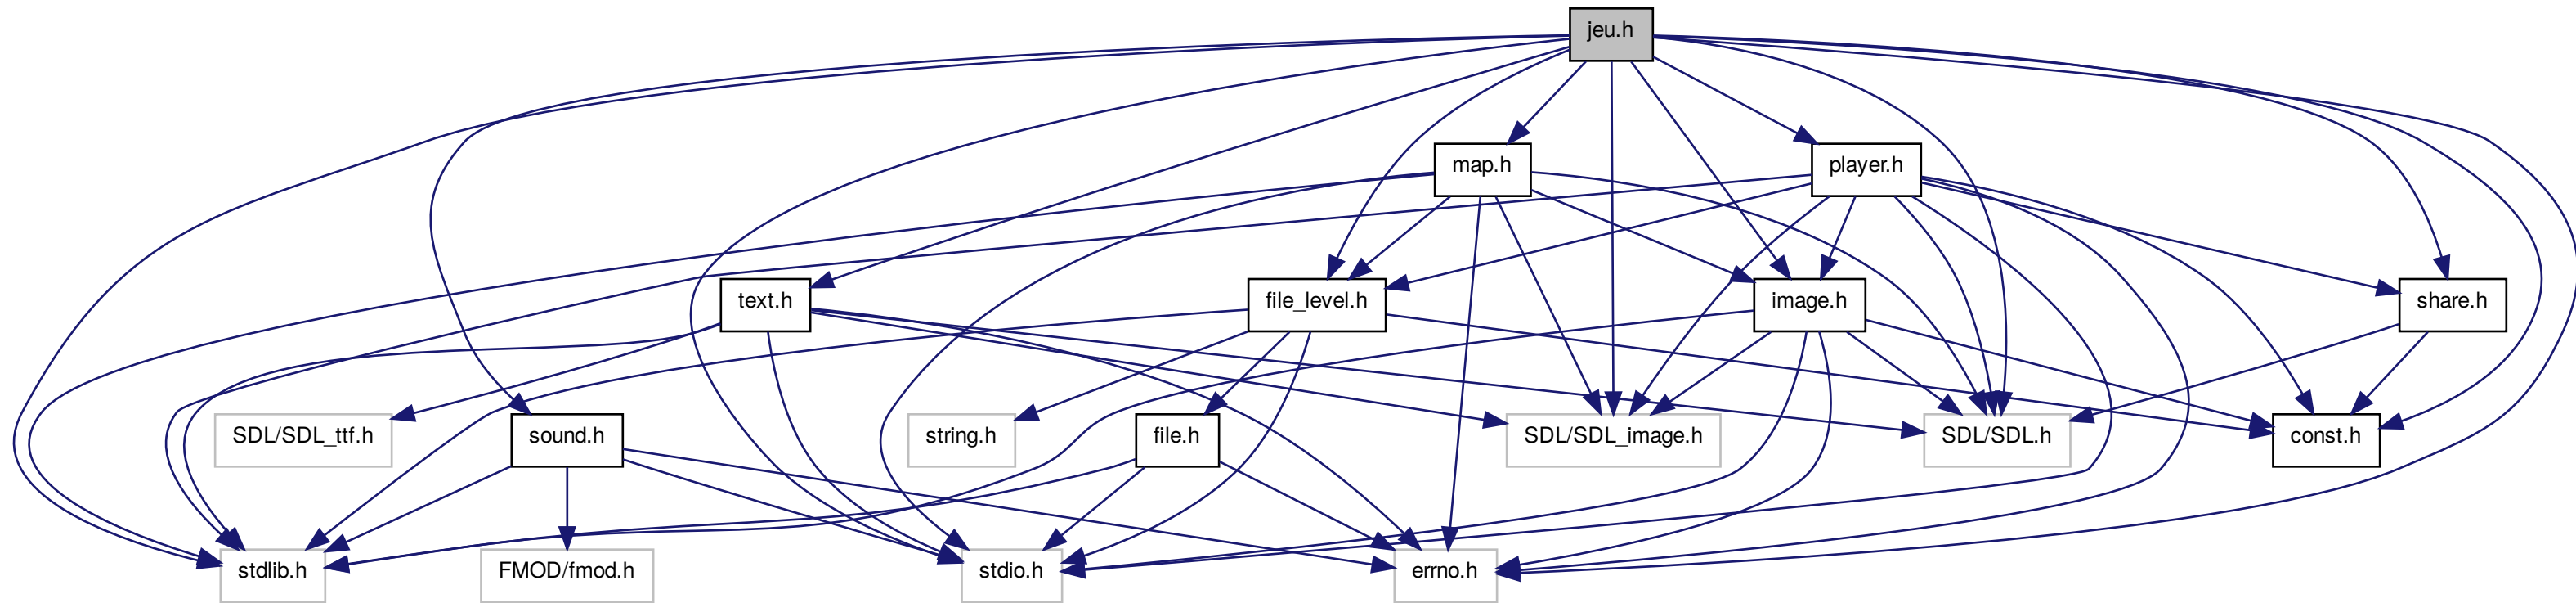 jeu.h
map.h
player.h
text.h
file_level.h
image.h
share.h
SDL/SDL_ttf.h
sound.h
string.h
file.h
SDL/SDL_image.h
SDL/SDL.h
const.h
stdlib.h
FMOD/fmod.h
stdio.h
errno.h